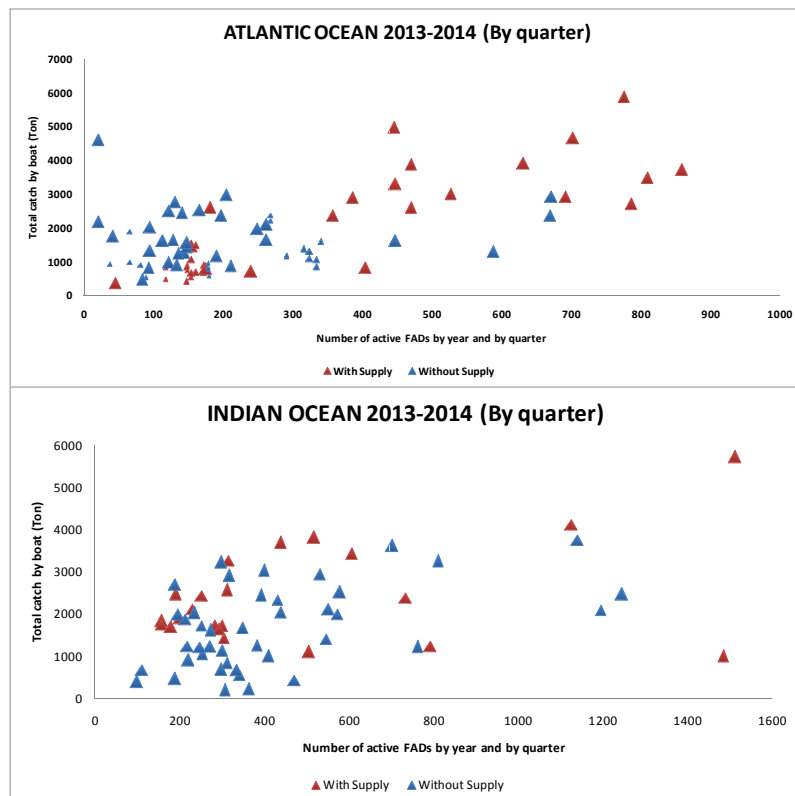 ATLANTIC OCEAN 2013-2014 (By quarter)
Total catch by boat (Ton)
7000
6000
5000
4000
3000
2000
1000
0
0 100 200 300 400 500 600 700 800 900 1000
Number of active FADs by year and by quarter
With Supply Without Supply
INDIAN OCEAN 2013-2014 (By quarter)
Total catch by boat (Ton)
6000
5000
4000
3000
2000
1000
0
0 200 400 600 800 1000 1200 1400 1600
Number of active FADs by year and by quarter
With Supply Without Supply